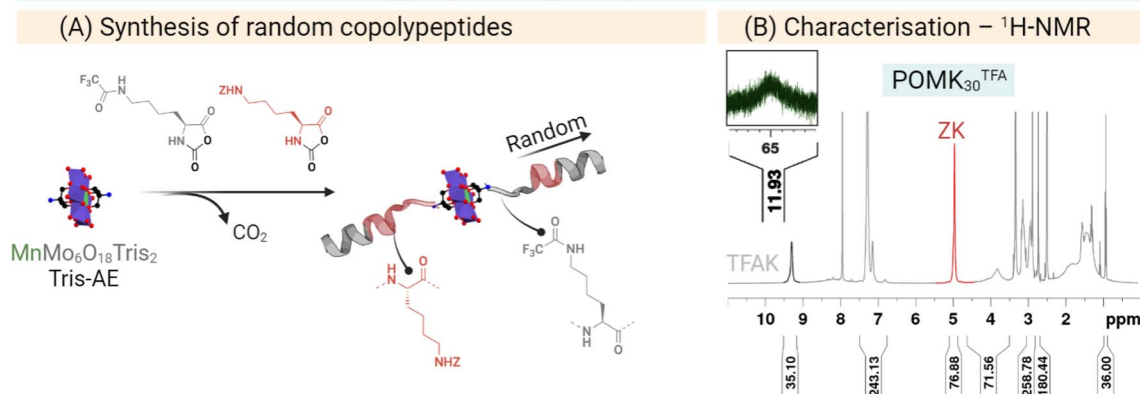 (A) Synthesis of random copolypeptides
(B) Characterisation – ¹H-NMR
F₃C
H
N
O
O
HN
O
O
ZHN
O
HN
O
O
CO₂
MnMo₆O₁₈Tris₂
Tris-AE
Random
H
N
O
NHZ
O
F₃C
NH
N
H
O
POMK₃₀ᵀᶠᴬ
65
11.93
ZK
TFAK
10 9 8 7 6 5 4 3 2 ppm
35.10
243.13
76.88
71.56
258.78
180.44
36.00